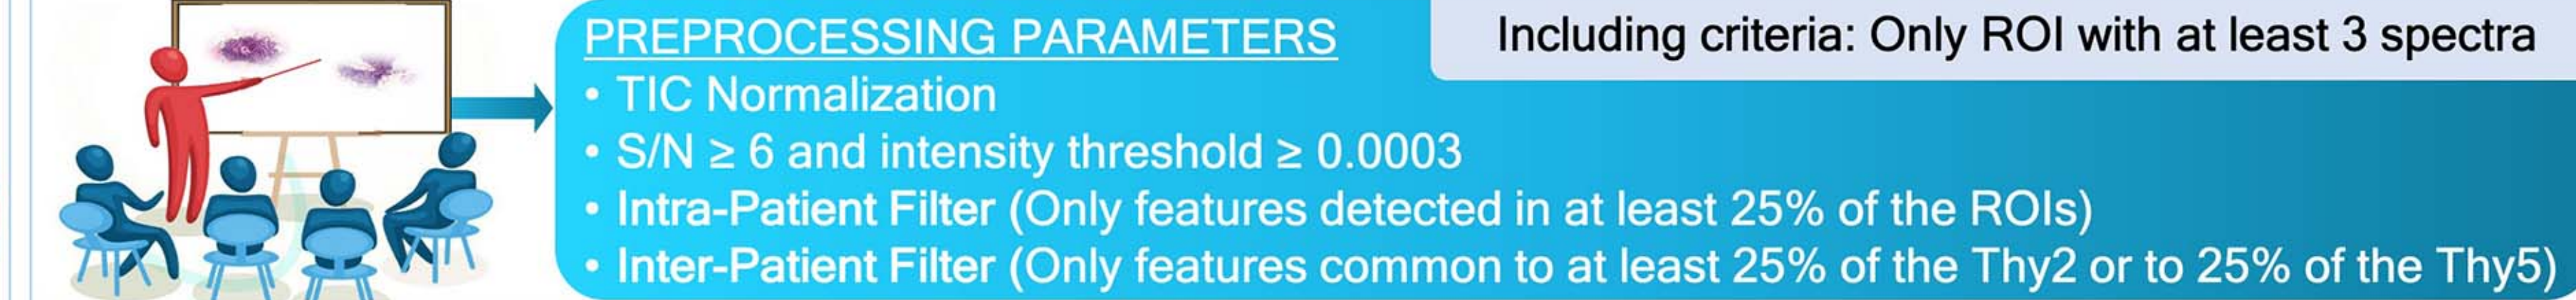 PREPROCESSING PARAMETERS
Including criteria: Only ROI with at least 3 spectra
• TIC Normalization
• S/N ≥ 6 and intensity threshold ≥ 0.0003
• Intra-Patient Filter (Only features detected in at least 25% of the ROIs)
• Inter-Patient Filter (Only features common to at least 25% of the Thy2 or to 25% of the Thy5)